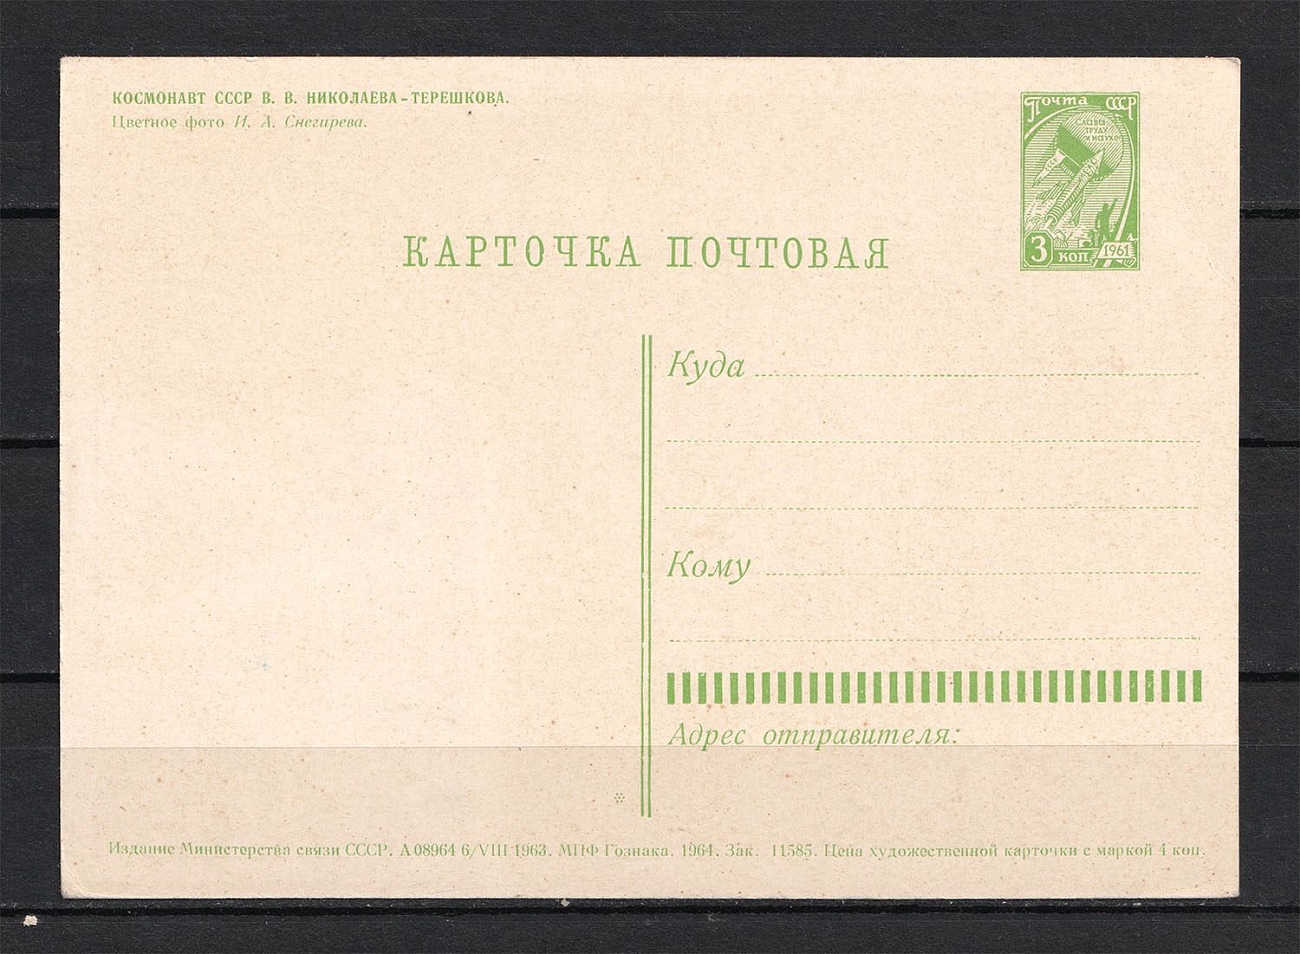 КОСМОНАВТ СССР В. В. НИКОЛАЕВА-ТЕРЕШКОВА.
Цветное фото И. А. Снегирева.
Почта СССР
СЛАВА
ТРУДУ
И НАУКЕ
3 КОП
1961
КАРТОЧКА ПОЧТОВАЯ
Куда
Кому
Адрес отправителя:
Издание Министерства связи СССР. А 08964 6/VIII 1963. МПФ Гознака. 1964. Зак. 11585. Цена художественной карточки с маркой 4 коп.